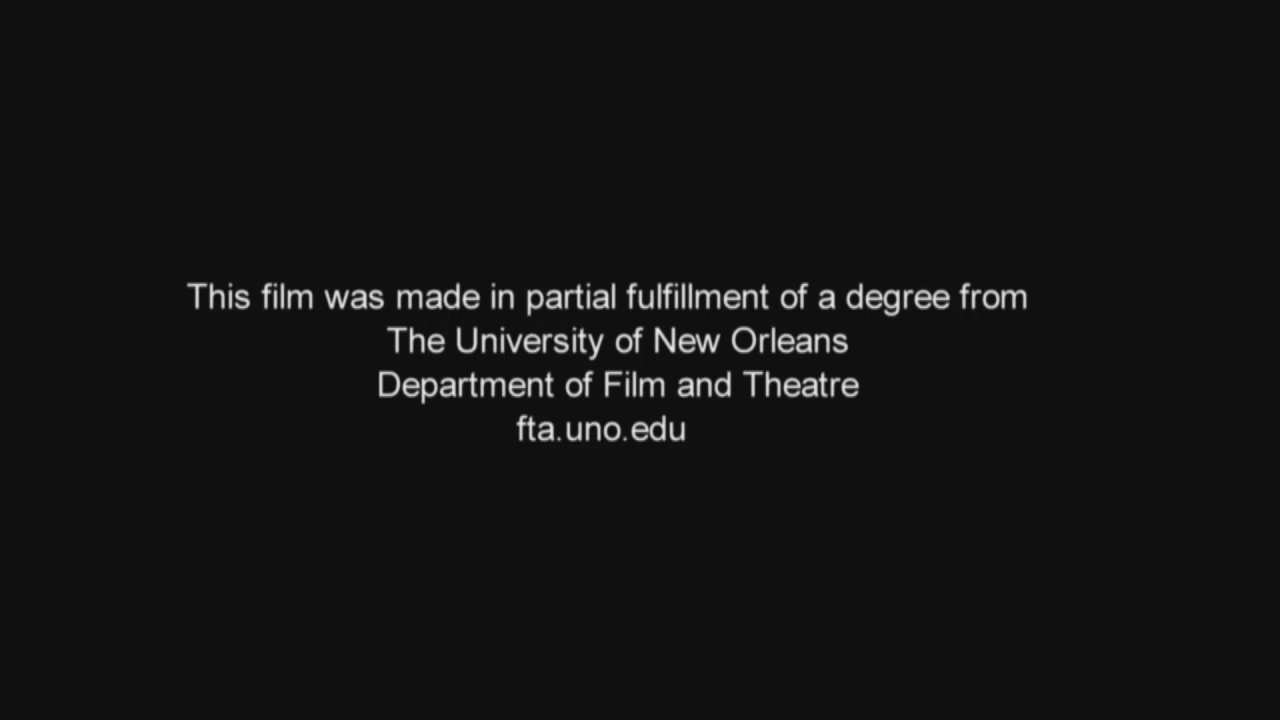 This film was made in partial fulfillment of a degree from
The University of New Orleans
Department of Film and Theatre
fta.uno.edu